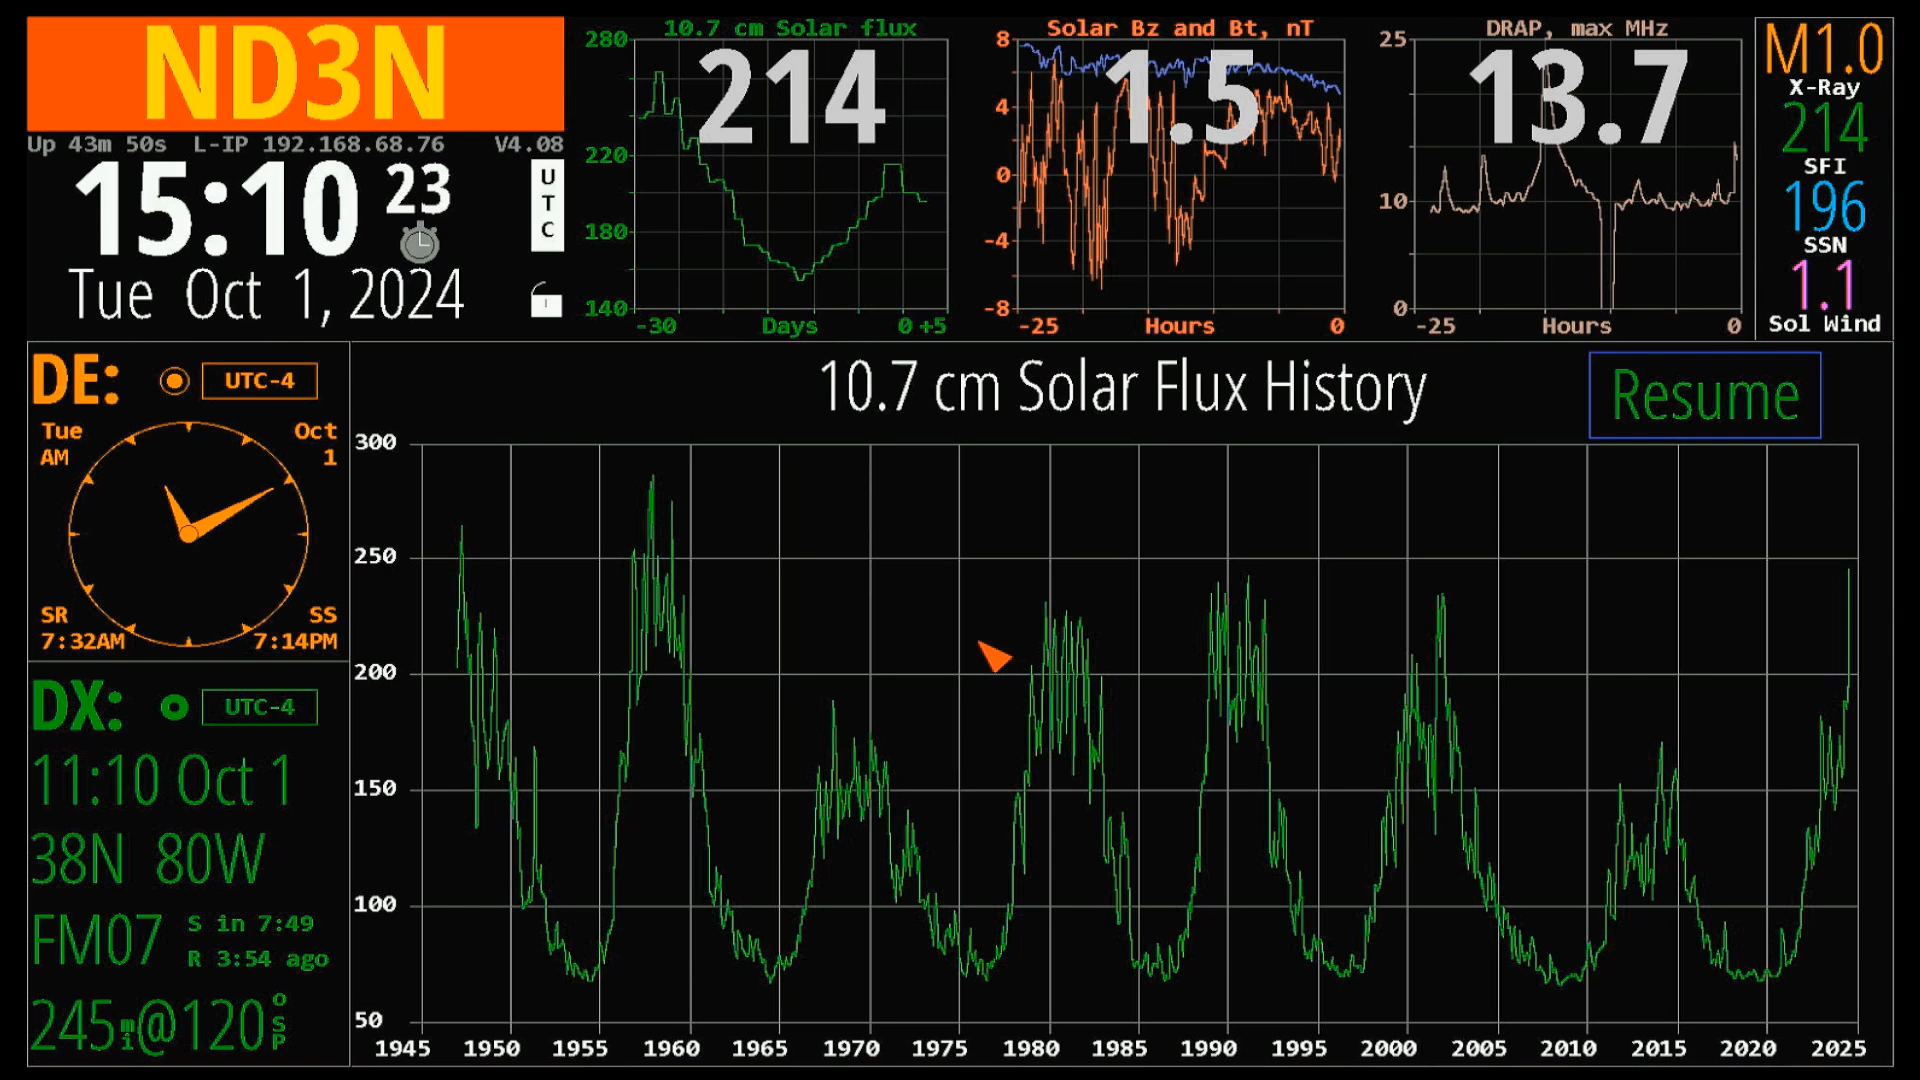 ND3N
Up 43m 50s L-IP 192.168.68.76 V4.08
15:10 23
UTC
Tue Oct 1, 2024
10.7 cm Solar flux
214
280
220
180
140
-30 Days 0 +5
Solar Bz and Bt, nT
1.5
8
4
0
-4
-8
-25 Hours 0
DRAP, max MHz
13.7
25
10
0
-25 Hours 0
M1.0
X-Ray
214
SFI
196
SSN
1.1
Sol Wind
DE: UTC-4
Tue Oct
AM 1
SR SS
7:32AM 7:14PM
DX: UTC-4
11:10 Oct 1
38N 80W
FM07 S in 7:49
R 3:54 ago
245mi@120°SP
10.7 cm Solar Flux History
Resume
300
250
200
150
100
50
1945 1950 1955 1960 1965 1970 1975 1980 1985 1990 1995 2000 2005 2010 2015 2020 2025